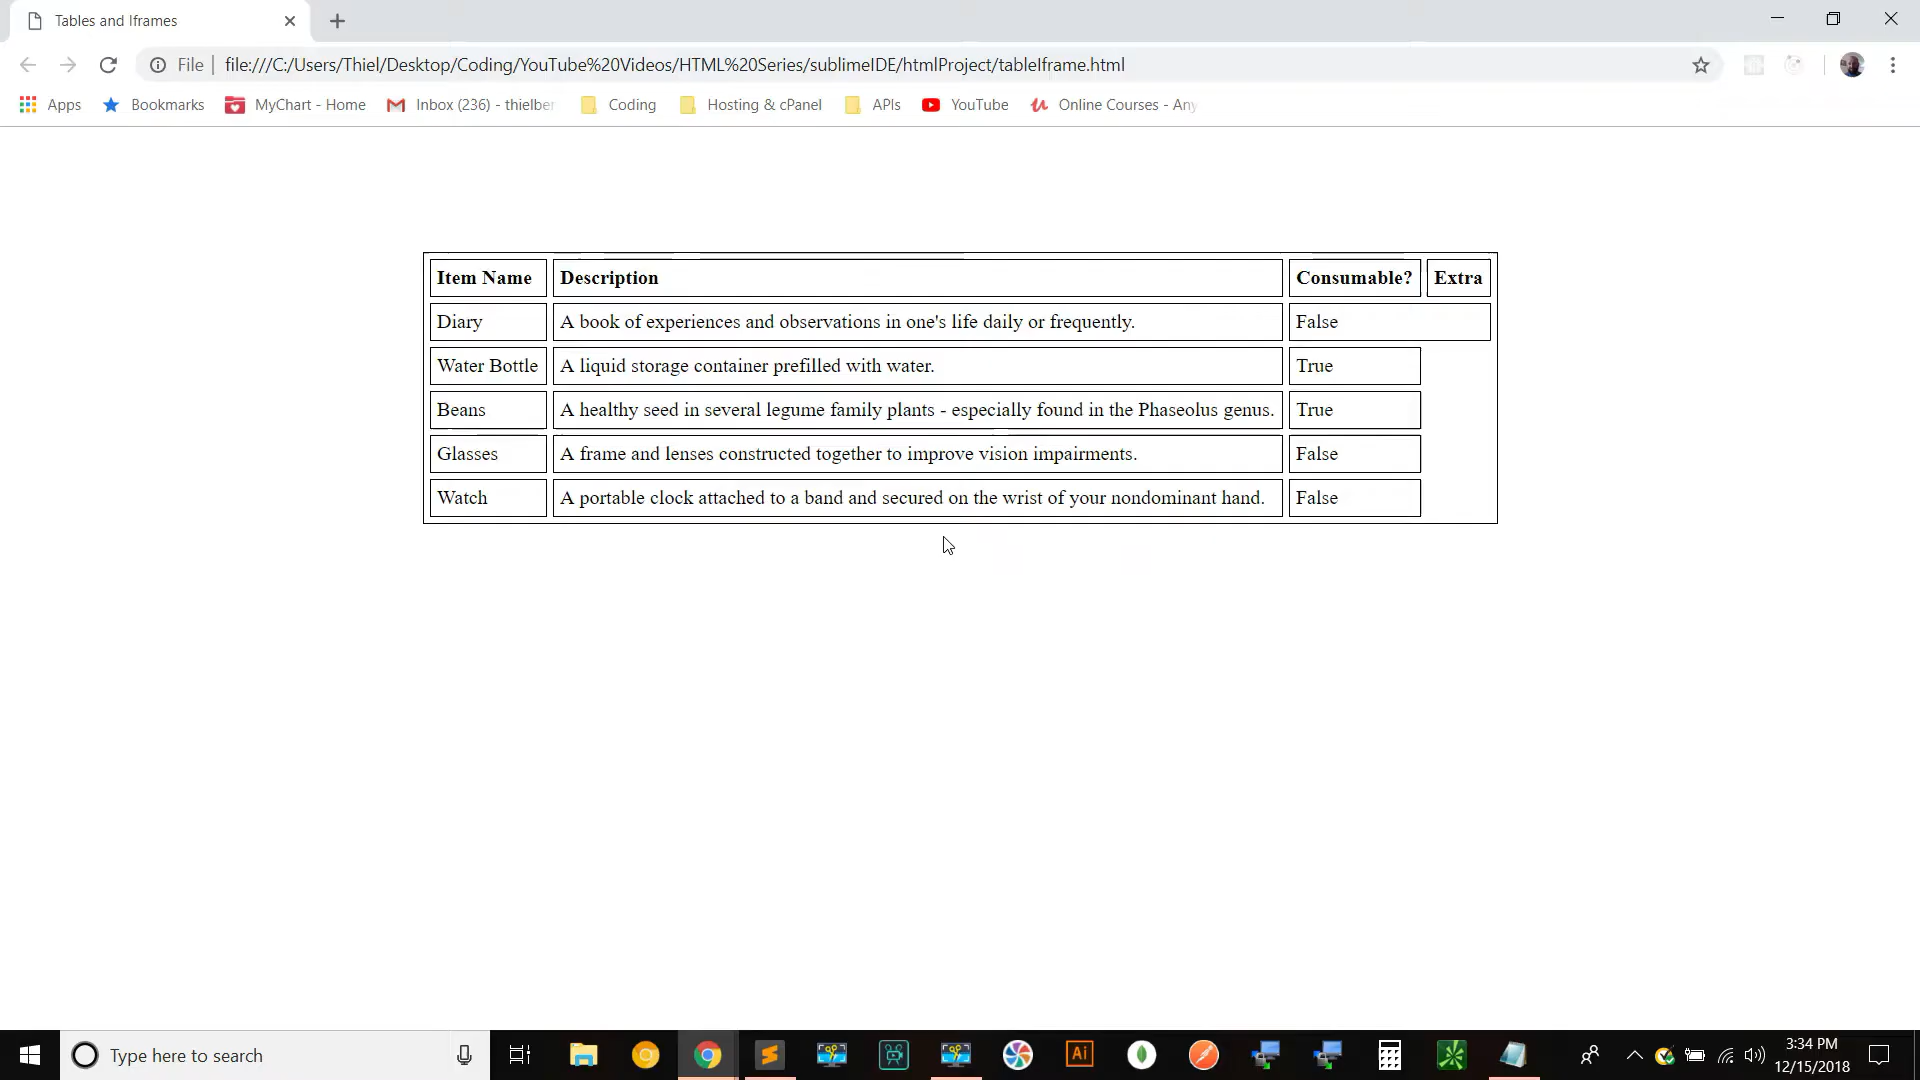 Tables and Iframes
File file:///C:/Users/Thiel/Desktop/Coding/YouTube%20Videos/HTML%20Series/sublimeIDE/htmlProject/tableIframe.html
Apps Bookmarks MyChart - Home Inbox (236) - thielber Coding Hosting & cPanel APIs YouTube Online Courses - Any
Item Name Description Consumable? Extra
Diary A book of experiences and observations in one's life daily or frequently. False
Water Bottle A liquid storage container prefilled with water. True
Beans A healthy seed in several legume family plants - especially found in the Phaseolus genus. True
Glasses A frame and lenses constructed together to improve vision impairments. False
Watch A portable clock attached to a band and secured on the wrist of your nondominant hand. False
Type here to search Ai 3:34 PM
12/15/2018